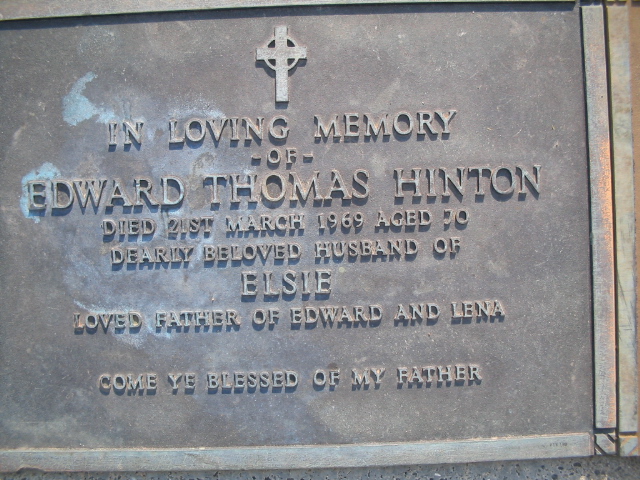 IN LOVING MEMORY
-OF-
EDWARD THOMAS HINTON
DIED 21ST MARCH 1969 AGED 70
DEARLY BELOVED HUSBAND OF
ELSIE
LOVED FATHER OF EDWARD AND LENA
COME YE BLESSED OF MY FATHER